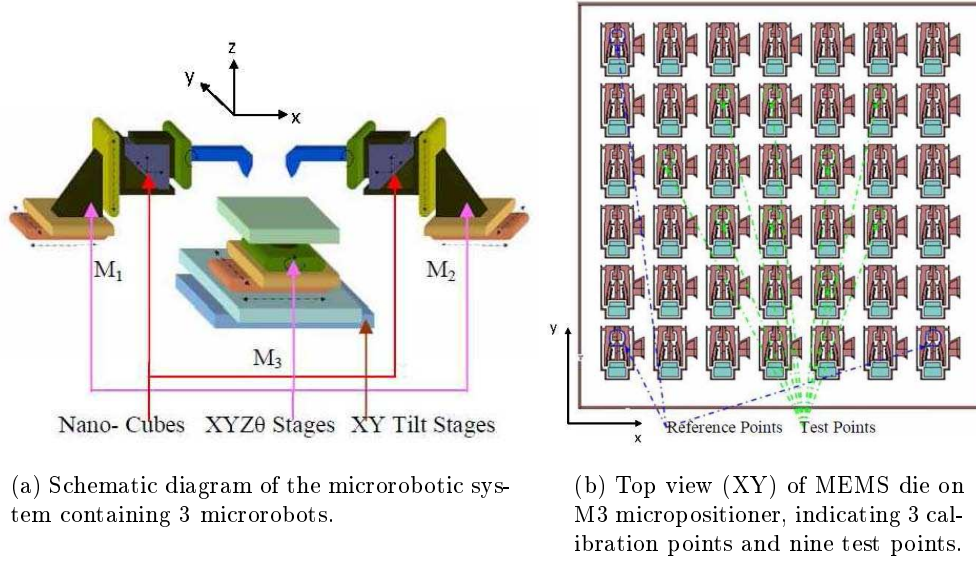 z
y
x
M1
M2
M3
Nano- Cubes XYZθ Stages XY Tilt Stages
y
x
Reference Points Test Points
(a) Schematic diagram of the microrobotic sys-
tem containing 3 microrobots.
(b) Top view (XY) of MEMS die on
M3 micropositioner, indicating 3 cal-
ibration points and nine test points.